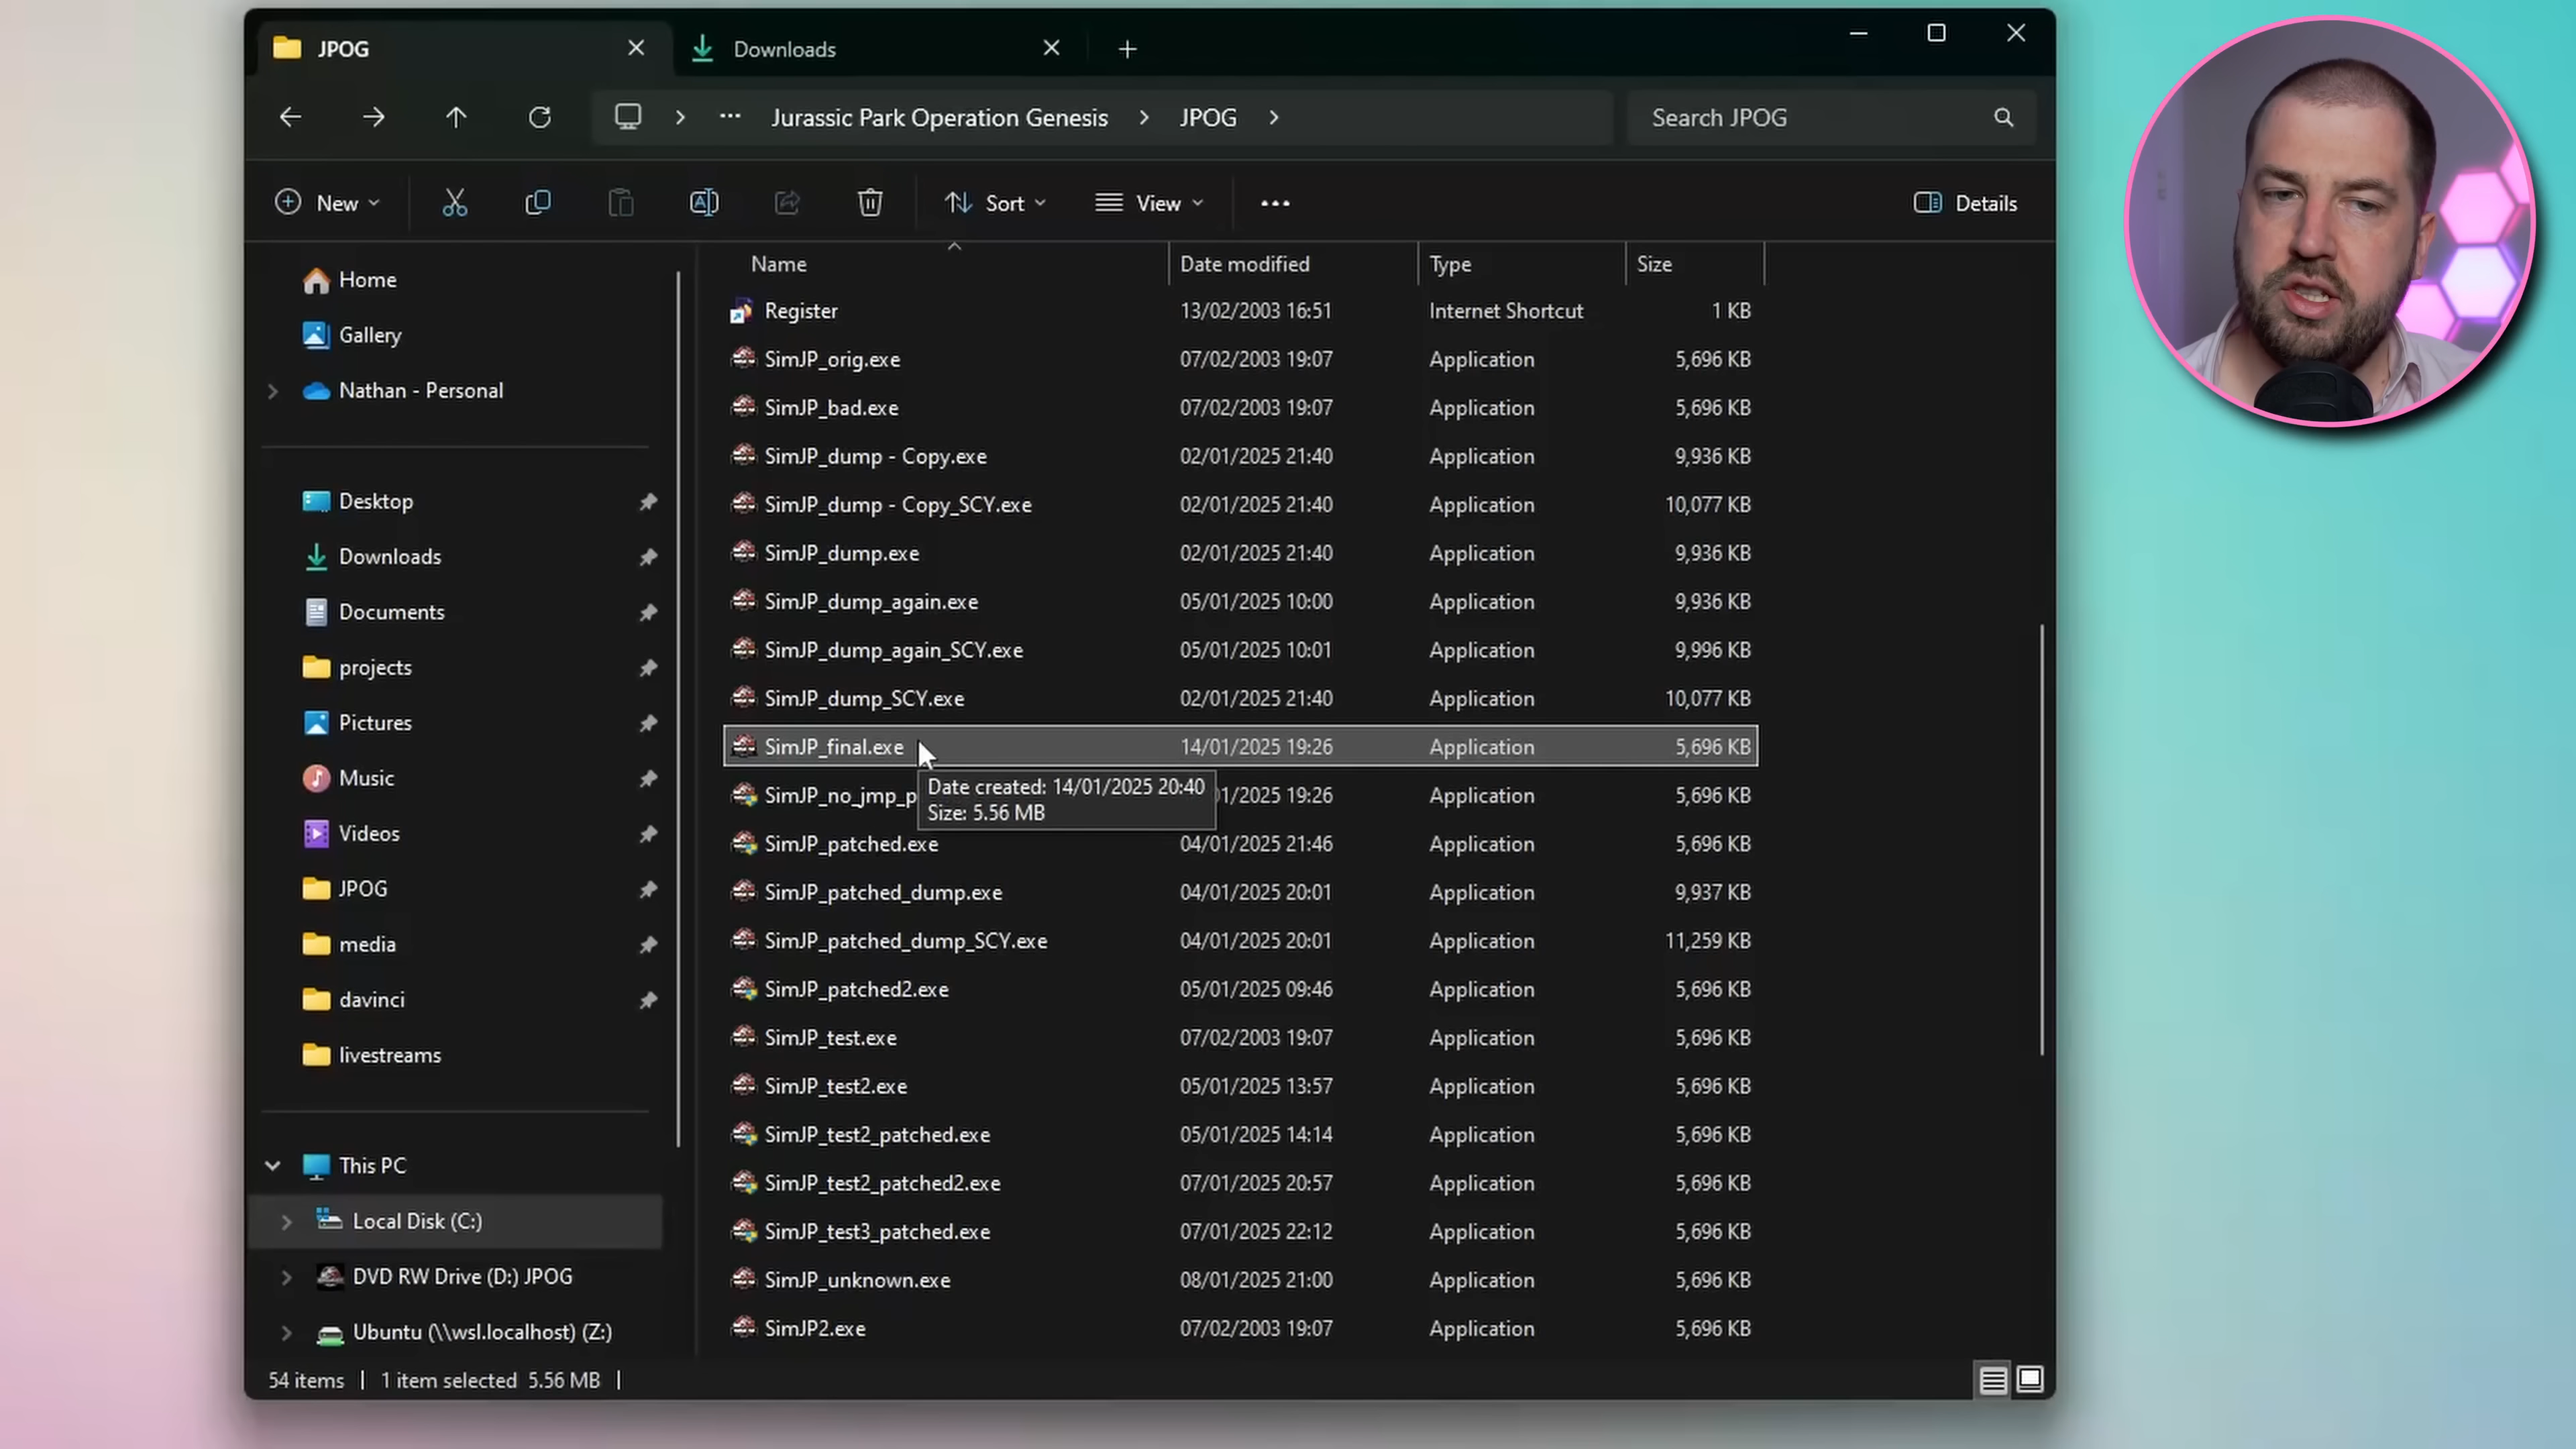 JPOG
Downloads
Jurassic Park Operation Genesis
JPOG
Search JPOG
New
Sort
View
Details
Home
Gallery
Nathan - Personal
Desktop
Downloads
Documents
projects
Pictures
Music
Videos
JPOG
media
davinci
livestreams
This PC
Local Disk (C:)
DVD RW Drive (D:) JPOG
Ubuntu (\\wsl.localhost) (Z:)
Name Date modified Type Size
Register 13/02/2003 16:51 Internet Shortcut 1 KB
SimJP_orig.exe 07/02/2003 19:07 Application 5,696 KB
SimJP_bad.exe 07/02/2003 19:07 Application 5,696 KB
SimJP_dump - Copy.exe 02/01/2025 21:40 Application 9,936 KB
SimJP_dump - Copy_SCY.exe 02/01/2025 21:40 Application 10,077 KB
SimJP_dump.exe 02/01/2025 21:40 Application 9,936 KB
SimJP_dump_again.exe 05/01/2025 10:00 Application 9,936 KB
SimJP_dump_again_SCY.exe 05/01/2025 10:01 Application 9,996 KB
SimJP_dump_SCY.exe 02/01/2025 21:40 Application 10,077 KB
SimJP_final.exe 14/01/2025 19:26 Application 5,696 KB
Date created: 14/01/2025 20:40
Size: 5.56 MB
SimJP_no_jmp_p 01/2025 19:26 Application 5,696 KB
SimJP_patched.exe 04/01/2025 21:46 Application 5,696 KB
SimJP_patched_dump.exe 04/01/2025 20:01 Application 9,937 KB
SimJP_patched_dump_SCY.exe 04/01/2025 20:01 Application 11,259 KB
SimJP_patched2.exe 05/01/2025 09:46 Application 5,696 KB
SimJP_test.exe 07/02/2003 19:07 Application 5,696 KB
SimJP_test2.exe 05/01/2025 13:57 Application 5,696 KB
SimJP_test2_patched.exe 05/01/2025 14:14 Application 5,696 KB
SimJP_test2_patched2.exe 07/01/2025 20:57 Application 5,696 KB
SimJP_test3_patched.exe 07/01/2025 22:12 Application 5,696 KB
SimJP_unknown.exe 08/01/2025 21:00 Application 5,696 KB
SimJP2.exe 07/02/2003 19:07 Application 5,696 KB
54 items 1 item selected 5.56 MB